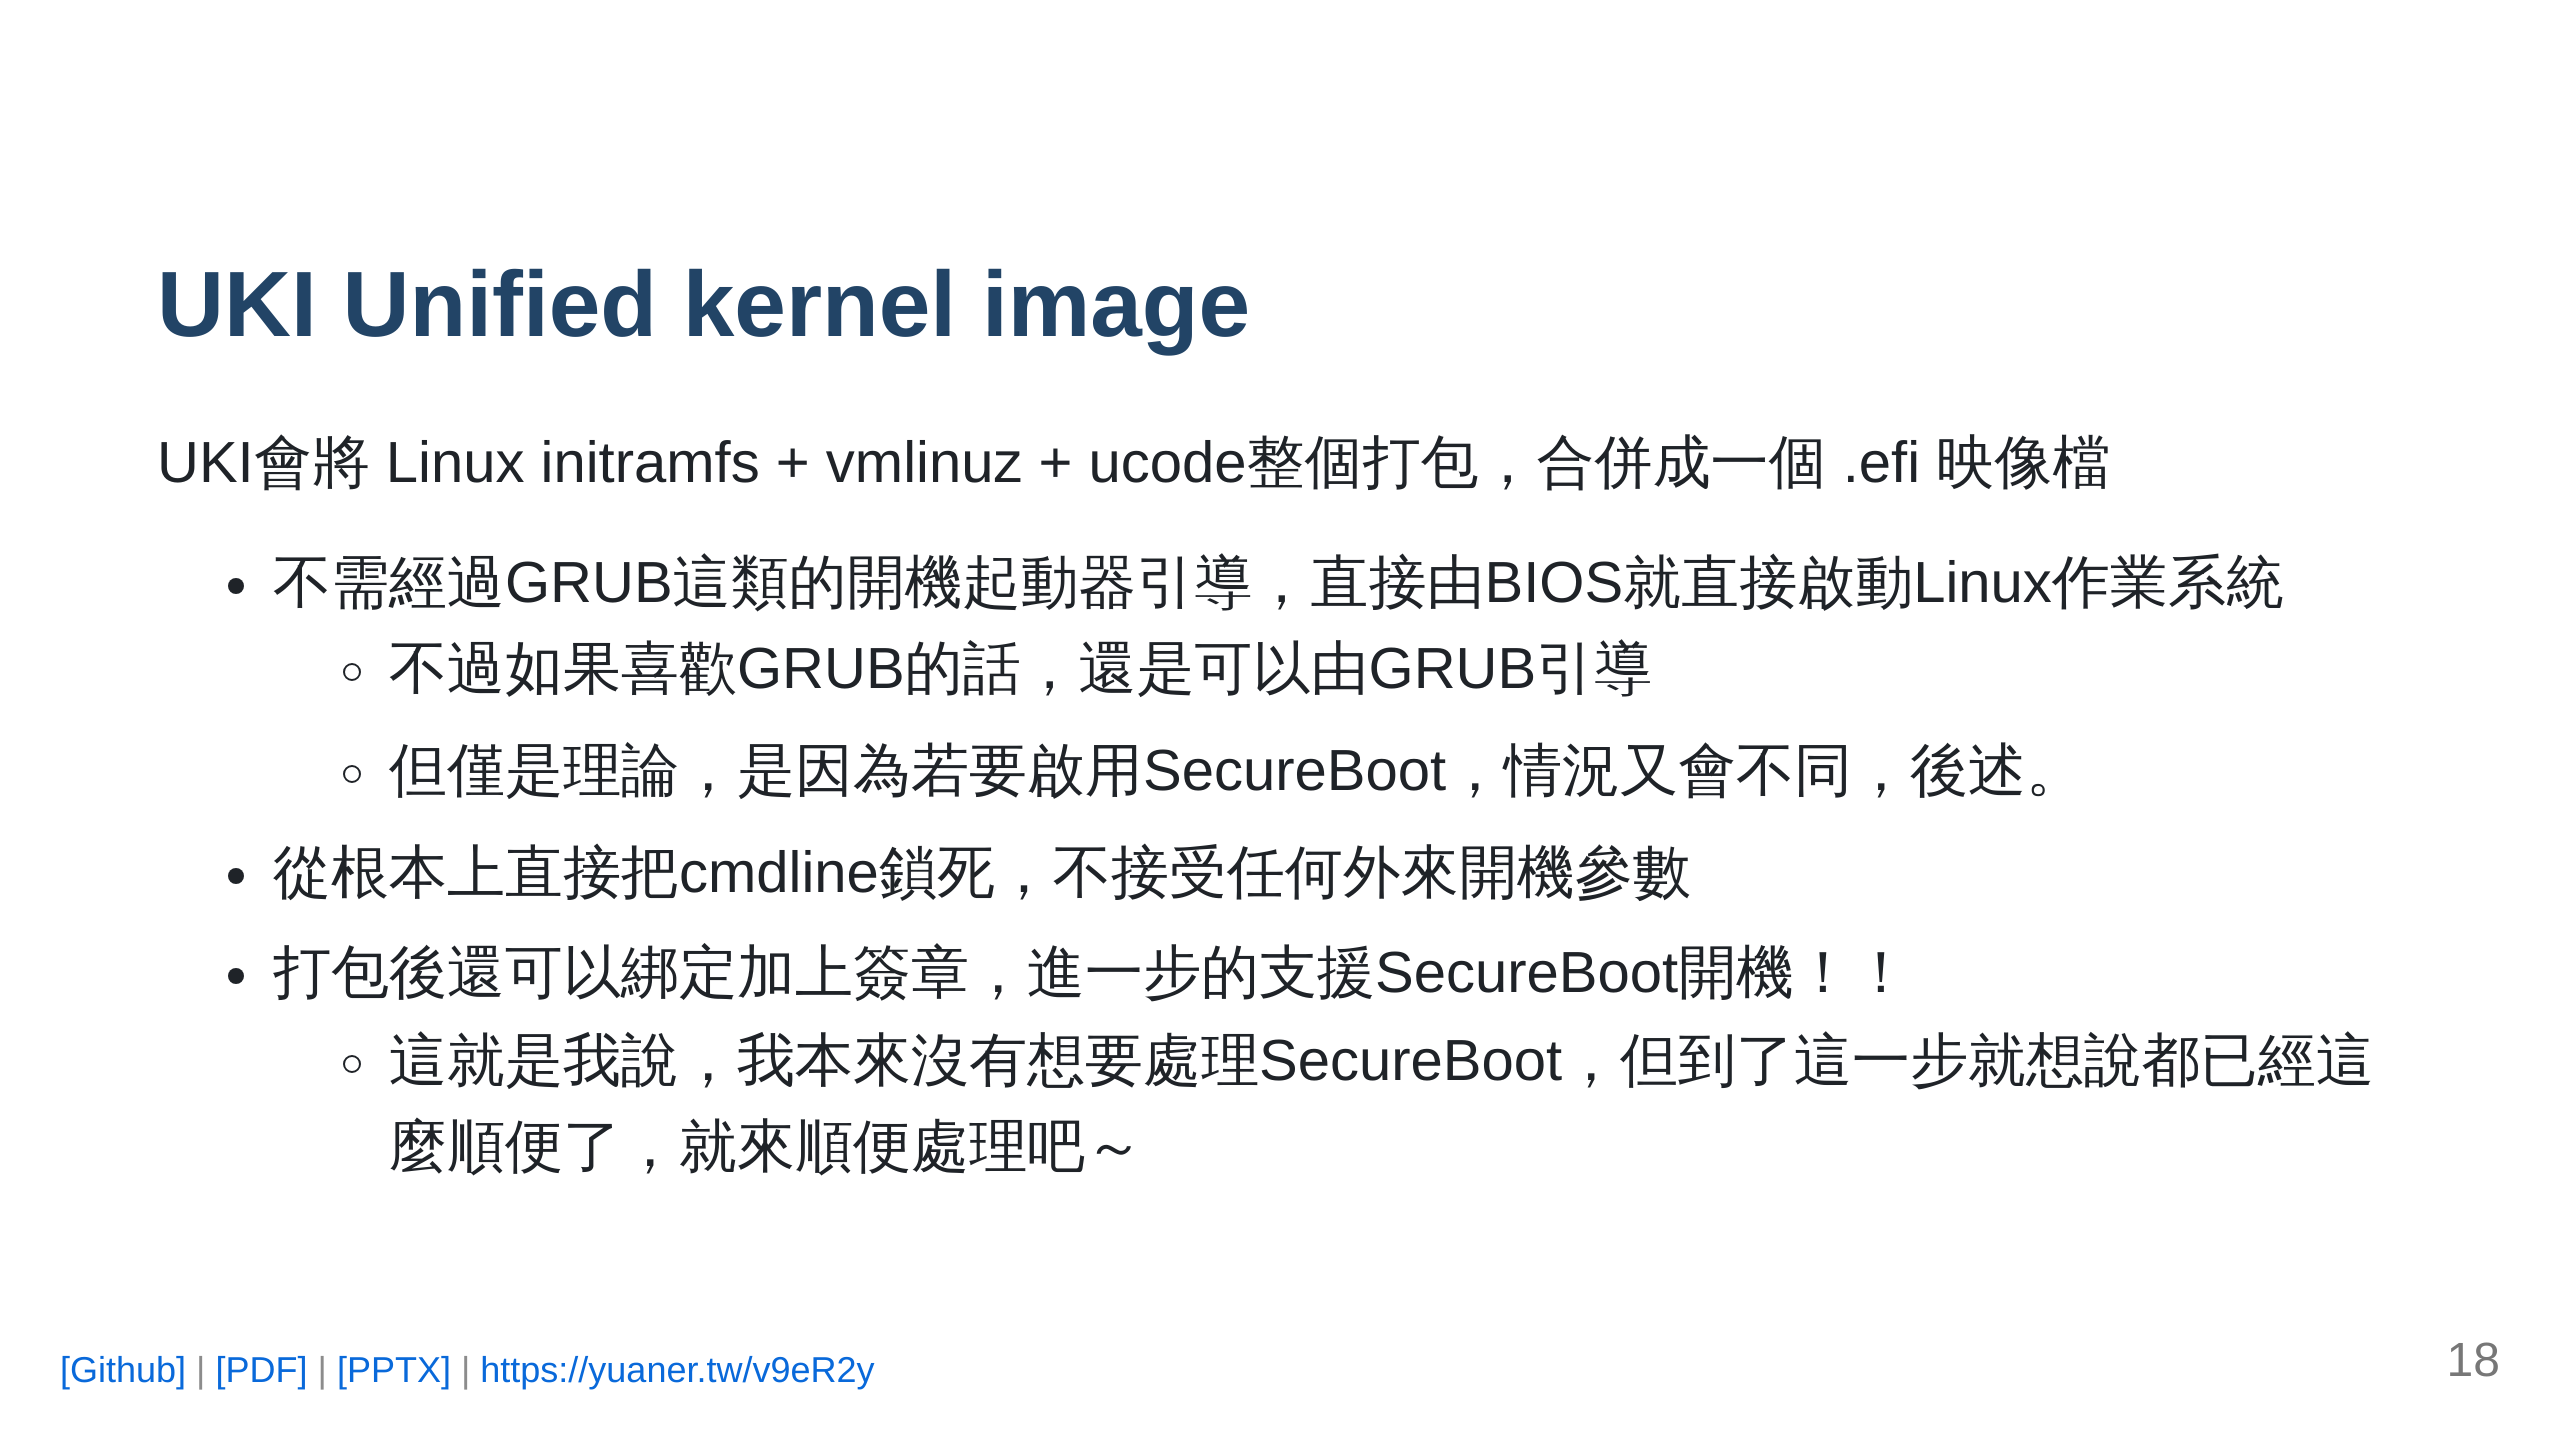 UKI Unified kernel image
UKI會將 Linux initramfs + vmlinuz + ucode整個打包，合併成一個 .efi 映像檔
• 不需經過GRUB這類的開機起動器引導，直接由BIOS就直接啟動Linux作業系統
◦ 不過如果喜歡GRUB的話，還是可以由GRUB引導
◦ 但僅是理論，是因為若要啟用SecureBoot，情況又會不同，後述。
• 從根本上直接把cmdline鎖死，不接受任何外來開機參數
• 打包後還可以綁定加上簽章，進一步的支援SecureBoot開機！！
◦ 這就是我說，我本來沒有想要處理SecureBoot，但到了這一步就想說都已經這
麼順便了，就來順便處理吧～
[Github] | [PDF] | [PPTX] | https://yuaner.tw/v9eR2y
18